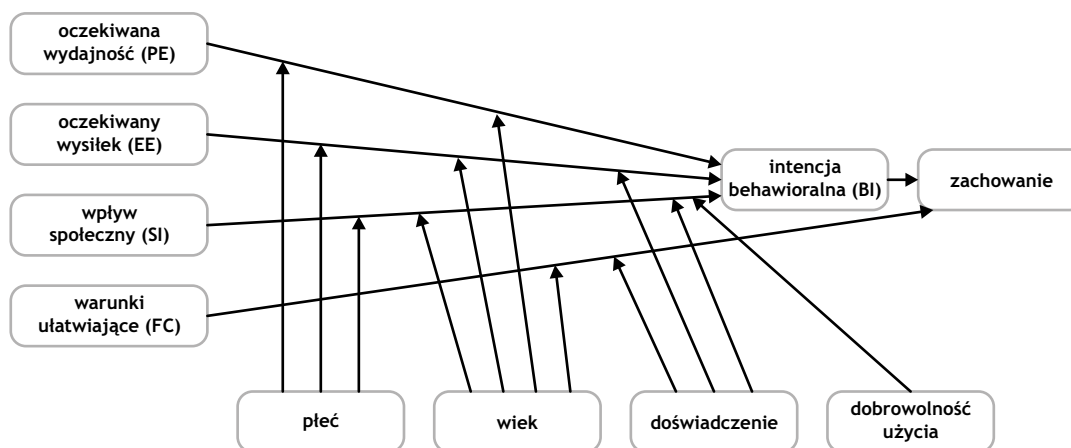 oczekiwana
wydajność (PE)
oczekiwany
wysiłek (EE)
wpływ
społeczny (SI)
warunki
ułatwiające (FC)
intencja
behawioralna (BI)
zachowanie
płeć
wiek
doświadczenie
dobrowolność
użycia